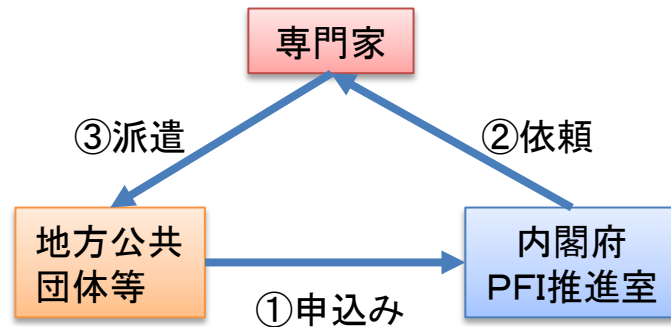 専門家
③派遣
②依頼
地方公共
団体等
内閣府
PFI推進室
①申込み